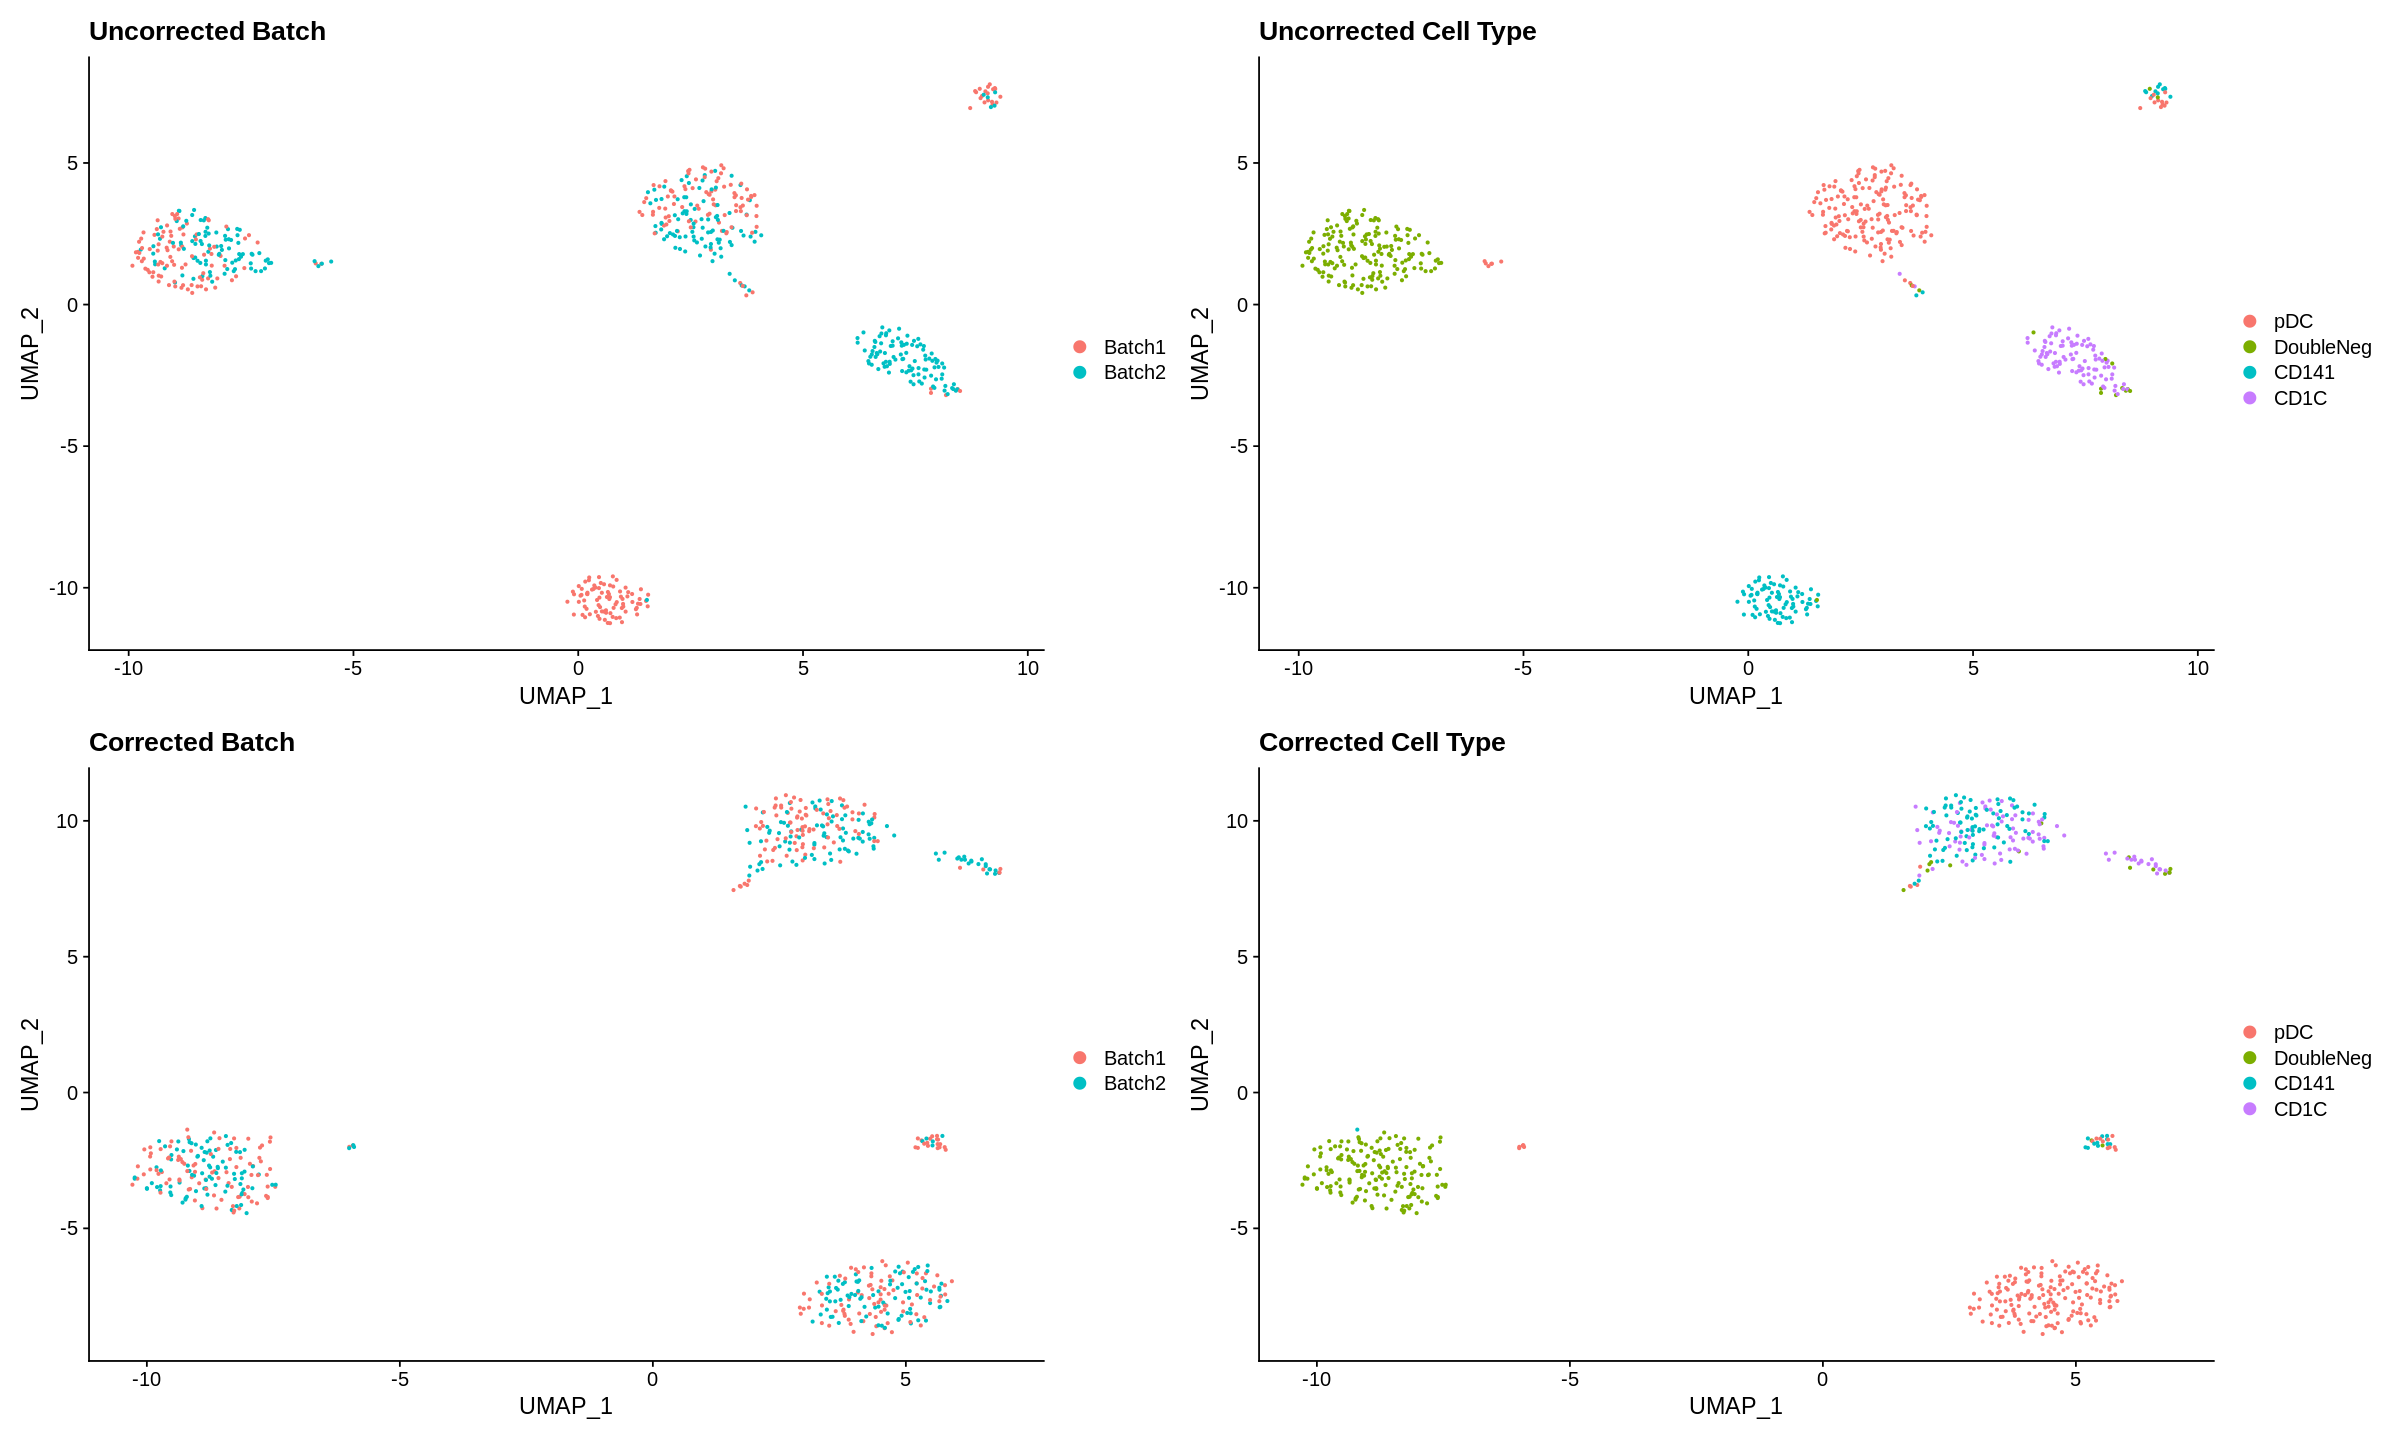 Uncorrected Batch
5
0
-5
-10
UMAP_2
-10 -5 0 5 10
UMAP_1
Batch1
Batch2
Uncorrected Cell Type
5
0
-5
-10
UMAP_2
-10 -5 0 5 10
UMAP_1
pDC
DoubleNeg
CD141
CD1C
Corrected Batch
10
5
0
-5
UMAP_2
-10 -5 0 5
UMAP_1
Batch1
Batch2
Corrected Cell Type
10
5
0
-5
UMAP_2
-10 -5 0 5
UMAP_1
pDC
DoubleNeg
CD141
CD1C